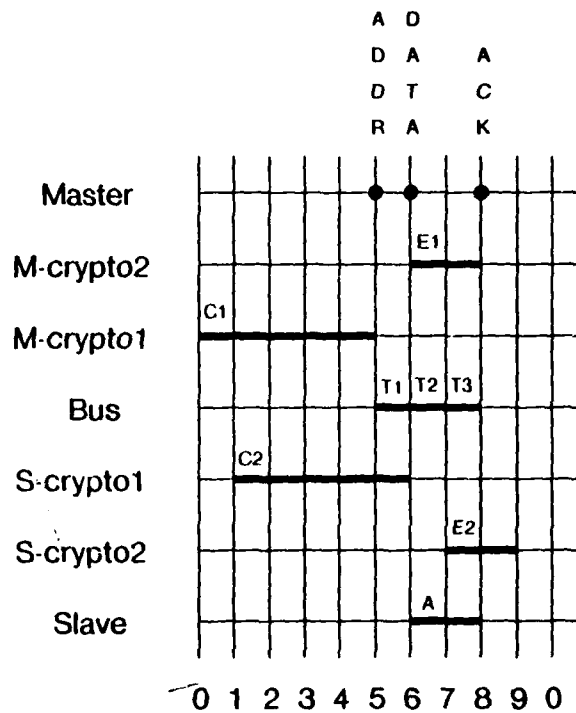 A D
D A A
D T C
R A K
Master
E1
M-crypto2
C1
M-crypto1
T1 T2 T3
Bus
C2
S-crypto1
E2
S-crypto2
A
Slave
0 1 2 3 4 5 6 7 8 9 0